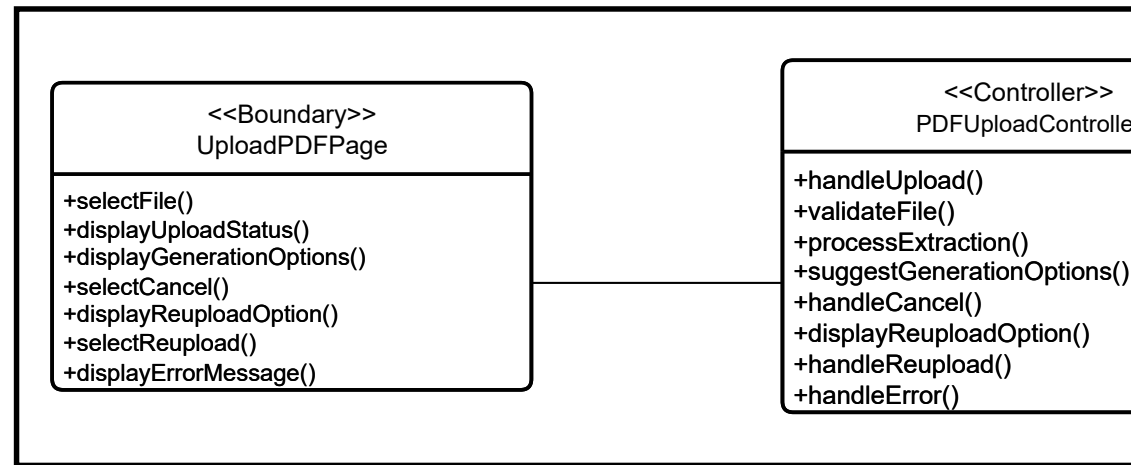 <<Boundary>>
UploadPDFPage
+selectFile()
+displayUploadStatus()
+displayGenerationOptions()
+selectCancel()
+displayReuploadOption()
+selectReupload()
+displayErrorMessage()
<<Controller>>
PDFUploadControlle
+handleUpload()
+validateFile()
+processExtraction()
+suggestGenerationOptions()
+handleCancel()
+displayReuploadOption()
+handleReupload()
+handleError()